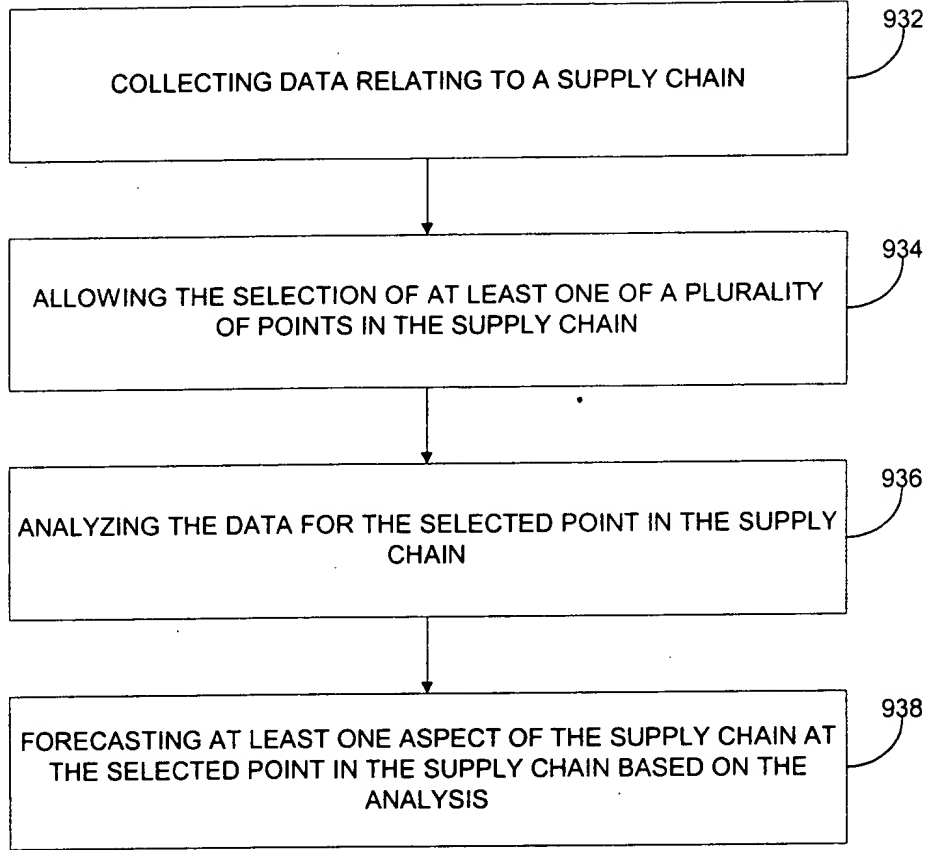 932
COLLECTING DATA RELATING TO A SUPPLY CHAIN
934
ALLOWING THE SELECTION OF AT LEAST ONE OF A PLURALITY
OF POINTS IN THE SUPPLY CHAIN
936
ANALYZING THE DATA FOR THE SELECTED POINT IN THE SUPPLY
CHAIN
938
FORECASTING AT LEAST ONE ASPECT OF THE SUPPLY CHAIN AT
THE SELECTED POINT IN THE SUPPLY CHAIN BASED ON THE
ANALYSIS